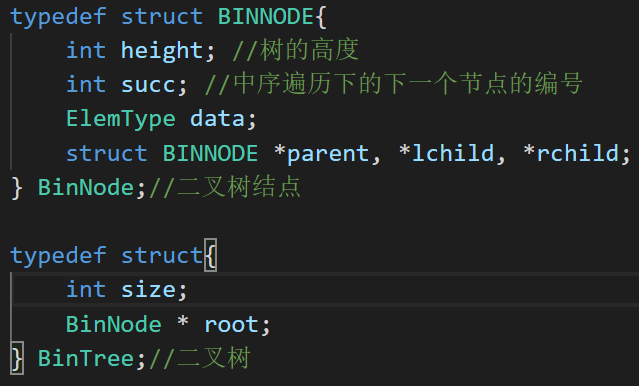 typedef struct BINNODE{
    int height; //树的高度
    int succ; //中序遍历下的下一个节点的编号
    ElemType data;
    struct BINNODE *parent, *lchild, *rchild;
} BinNode;//二叉树结点
typedef struct{
    int size;
    BinNode * root;
} BinTree;//二叉树